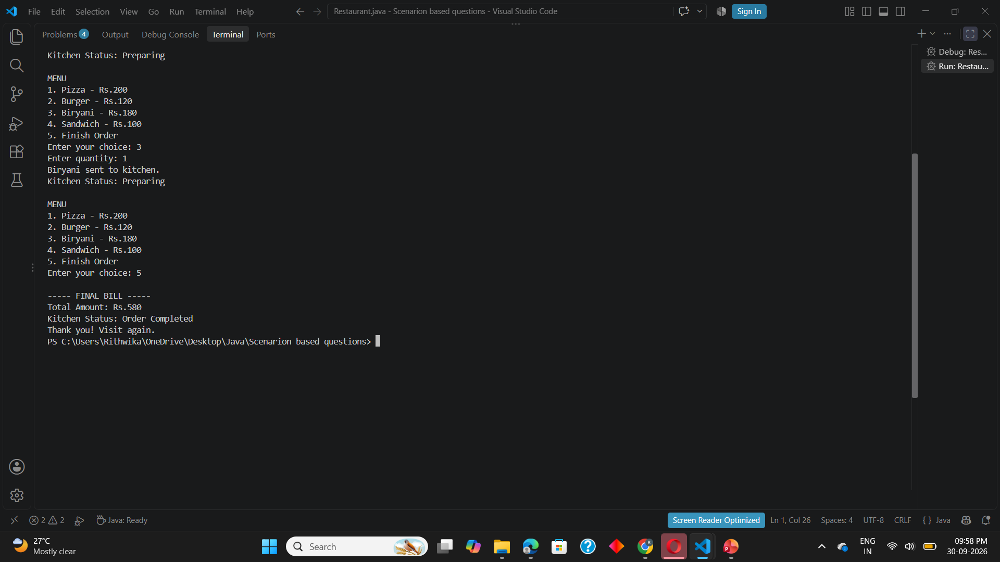 File Edit Selection View Go Run Terminal Help
Restaurant.java - Scenarion based questions - Visual Studio Code
Sign In
Problems 4 Output Debug Console Terminal Ports
Debug: Res...
Run: Restau...
Kitchen Status: Preparing
MENU
1. Pizza - Rs.200
2. Burger - Rs.120
3. Biryani - Rs.180
4. Sandwich - Rs.100
5. Finish Order
Enter your choice: 3
Enter quantity: 1
Biryani sent to kitchen.
Kitchen Status: Preparing
MENU
1. Pizza - Rs.200
2. Burger - Rs.120
3. Biryani - Rs.180
4. Sandwich - Rs.100
5. Finish Order
Enter your choice: 5
----- FINAL BILL -----
Total Amount: Rs.580
Kitchen Status: Order Completed
Thank you! Visit again.
PS C:\Users\Rithwika\OneDrive\Desktop\Java\Scenarion based questions>
2 2 Java: Ready
Screen Reader Optimized Ln 1, Col 26 Spaces: 4 UTF-8 CRLF { } Java
27°C
Mostly clear
Search
ENG
IN
09:58 PM
30-09-2026